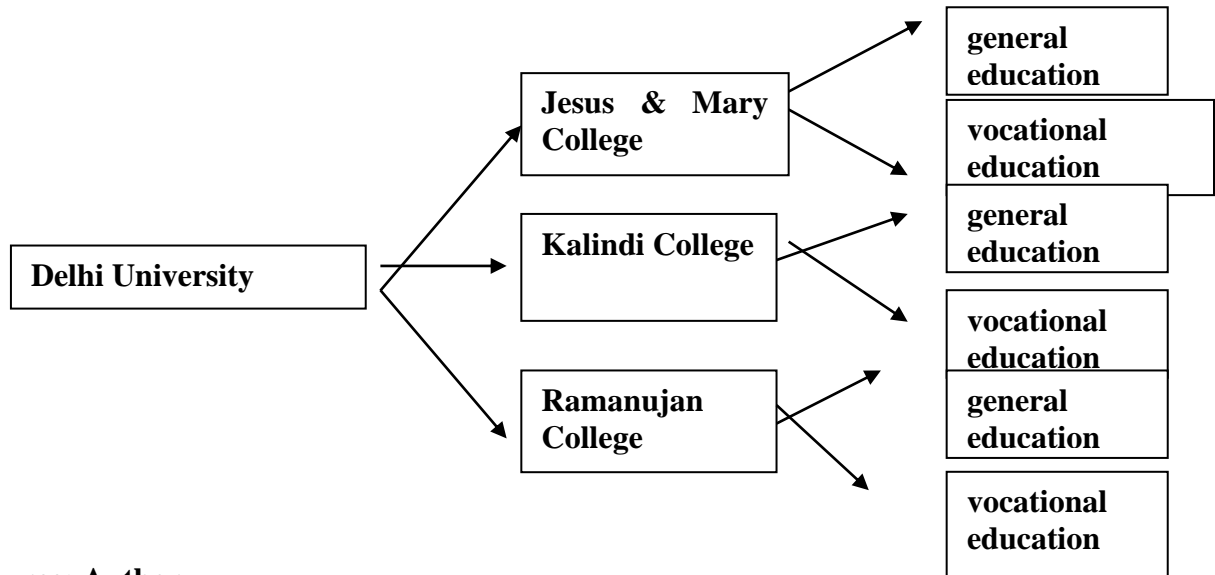 general
education
Jesus & Mary
College
vocational
education
general
education
Kalindi College
Delhi University
vocational
education
Ramanujan
College
general
education
vocational
education